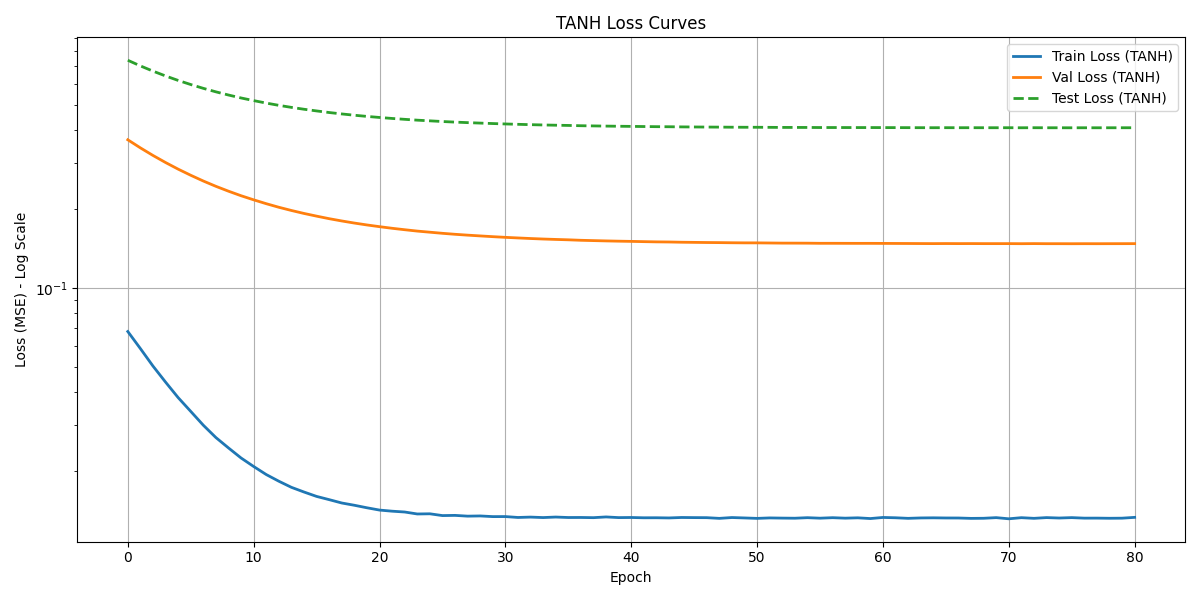 TANH Loss Curves
Train Loss (TANH)
Val Loss (TANH)
Test Loss (TANH)
Loss (MSE) - Log Scale
10⁻¹
0 10 20 30 40 50 60 70 80
Epoch